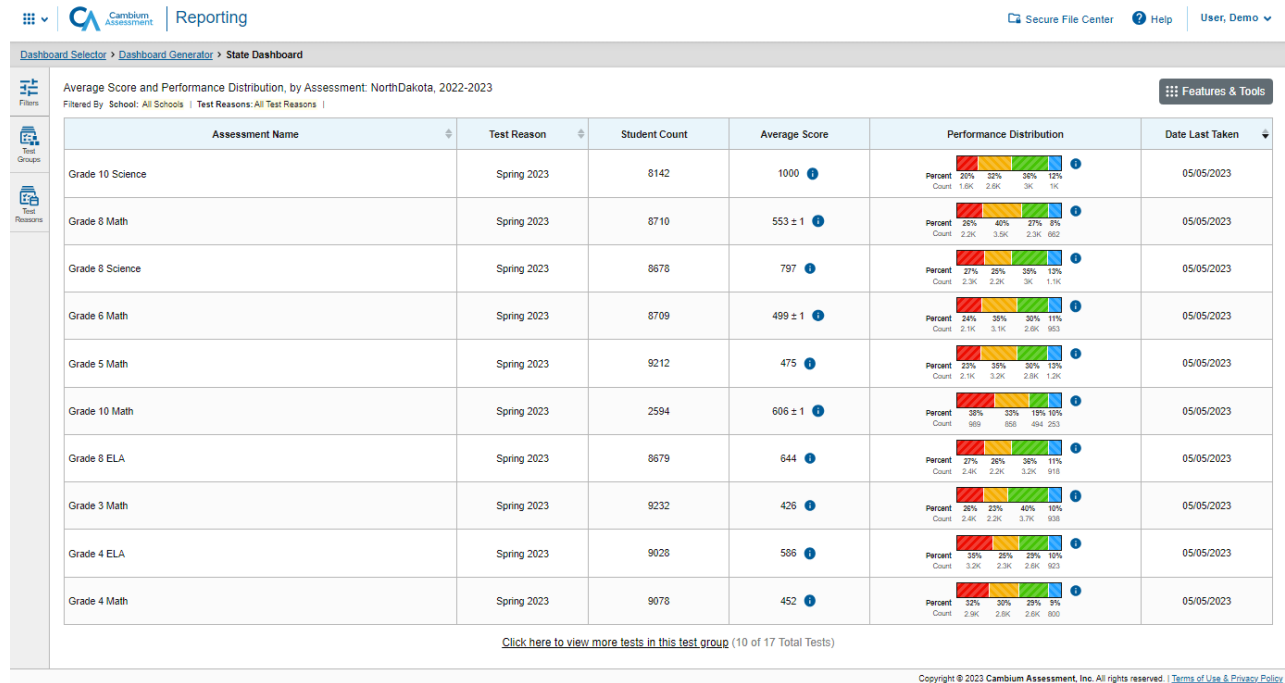 Cambium Assessment Reporting Secure File Center Help User, Demo
Dashboard Selector > Dashboard Generator > State Dashboard
Filters
Test Groups
Test Reasons
Average Score and Performance Distribution, by Assessment: NorthDakota, 2022-2023
Filtered By School: All Schools | Test Reasons: All Test Reasons |
Features & Tools
Assessment Name Test Reason Student Count Average Score Performance Distribution Date Last Taken
Grade 10 Science Spring 2023 8142 1000 05/05/2023
Percent 20% 32% 36% 12%
Count 1.6K 2.6K 3K 1K
Grade 8 Math Spring 2023 8710 553 ± 1 05/05/2023
Percent 26% 40% 27% 8%
Count 2.2K 3.5K 2.3K 662
Grade 8 Science Spring 2023 8678 797 05/05/2023
Percent 27% 25% 35% 13%
Count 2.3K 2.2K 3K 1.1K
Grade 6 Math Spring 2023 8709 499 ± 1 05/05/2023
Percent 24% 35% 30% 11%
Count 2.1K 3.1K 2.6K 953
Grade 5 Math Spring 2023 9212 475 05/05/2023
Percent 23% 35% 30% 13%
Count 2.1K 3.2K 2.8K 1.2K
Grade 10 Math Spring 2023 2594 606 ± 1 05/05/2023
Percent 38% 33% 19% 10%
Count 989 858 494 253
Grade 8 ELA Spring 2023 8679 644 05/05/2023
Percent 27% 26% 36% 11%
Count 2.4K 2.2K 3.2K 918
Grade 3 Math Spring 2023 9232 426 05/05/2023
Percent 26% 23% 40% 10%
Count 2.4K 2.2K 3.7K 938
Grade 4 ELA Spring 2023 9028 586 05/05/2023
Percent 35% 25% 29% 10%
Count 3.2K 2.3K 2.6K 923
Grade 4 Math Spring 2023 9078 452 05/05/2023
Percent 32% 30% 29% 9%
Count 2.9K 2.8K 2.6K 800
Click here to view more tests in this test group (10 of 17 Total Tests)
Copyright © 2023 Cambium Assessment, Inc. All rights reserved. | Terms of Use & Privacy Policy